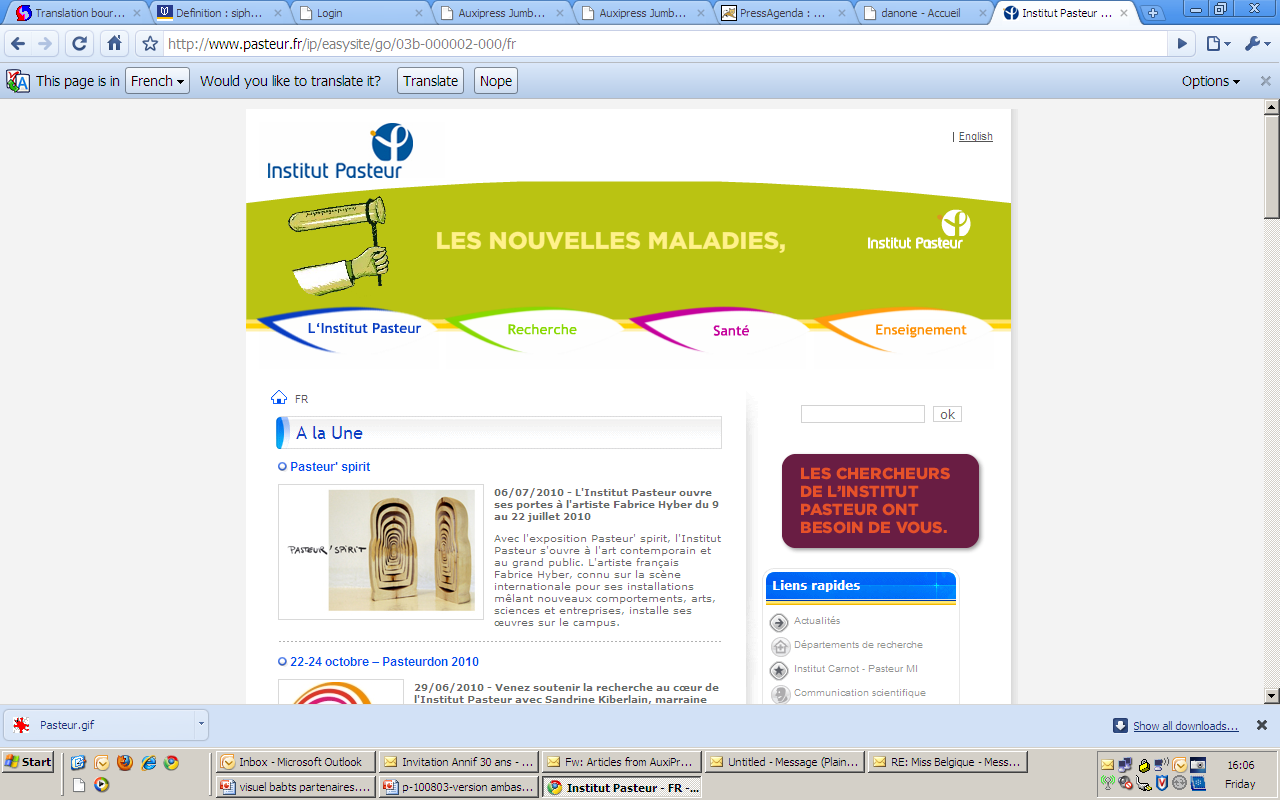 Translation bour...
Definition : siph...
Login
Auxipress Jumb...
Auxipress Jumb...
PressAgenda : ...
danone - Accueil
Institut Pasteur ...
http://www.pasteur.fr/ip/easysite/go/03b-000002-000/fr
This page is in French Would you like to translate it? Translate Nope Options
Institut Pasteur
| English
LES NOUVELLES MALADIES,
Institut Pasteur
L'Institut Pasteur
Recherche
Santé
Enseignement
FR
ok
A la Une
Pasteur' spirit
PASTEUR'SPIRIT
06/07/2010 - L'Institut Pasteur ouvre
ses portes à l'artiste Fabrice Hyber du 9
au 22 juillet 2010
Avec l'exposition Pasteur' spirit, l'Institut
Pasteur s'ouvre à l'art contemporain et
au grand public. L'artiste français
Fabrice Hyber, connu sur la scène
internationale pour ses installations
mêlant nouveaux comportements, arts,
sciences et entreprises, installe ses
œuvres sur le campus.
22-24 octobre – Pasteurdon 2010
29/06/2010 - Venez soutenir la recherche au cœur de
l'Institut Pasteur avec Sandrine Kiberlain, marraine
LES CHERCHEURS
DE L'INSTITUT
PASTEUR ONT
BESOIN DE VOUS.
Liens rapides
Actualités
Départements de recherche
Institut Carnot - Pasteur MI
Communication scientifique
Pasteur.gif
Show all downloads...
Start
Inbox - Microsoft Outlook
Invitation Annif 30 ans - ...
Fw: Articles from AuxiPr...
Untitled - Message (Plain...
RE: Miss Belgique - Mess...
visuel babts partenaires....
p-100803-version ambas...
Institut Pasteur - FR -...
16:06
Friday